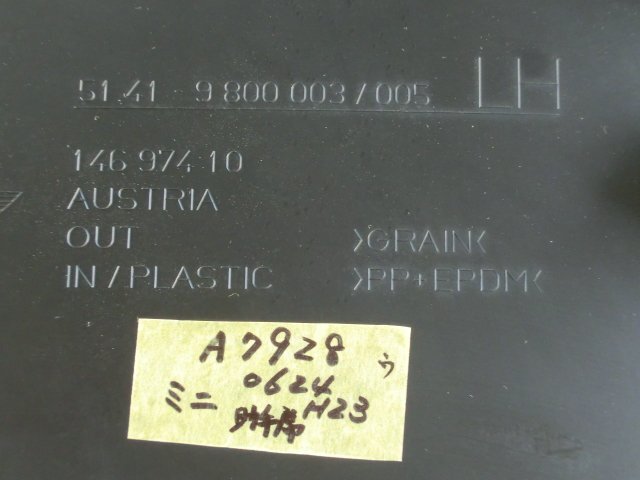 51.41 - 9 800 003 / 005 LH
146 974 10
AUSTRIA
OUT >GRAIN<
IN / PLASTIC >PP+EPDM<
A7928 ウ
0624
ミニ H23